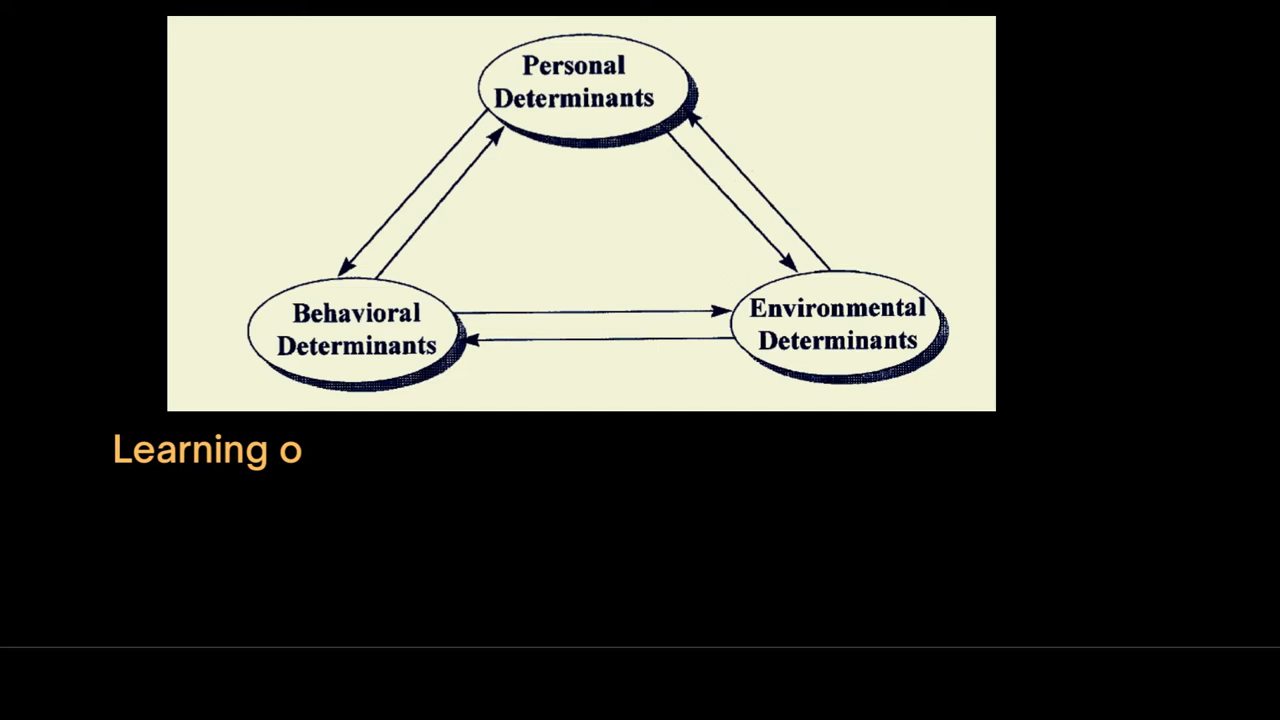 Personal
Determinants
Behavioral
Determinants
Environmental
Determinants
Learning o